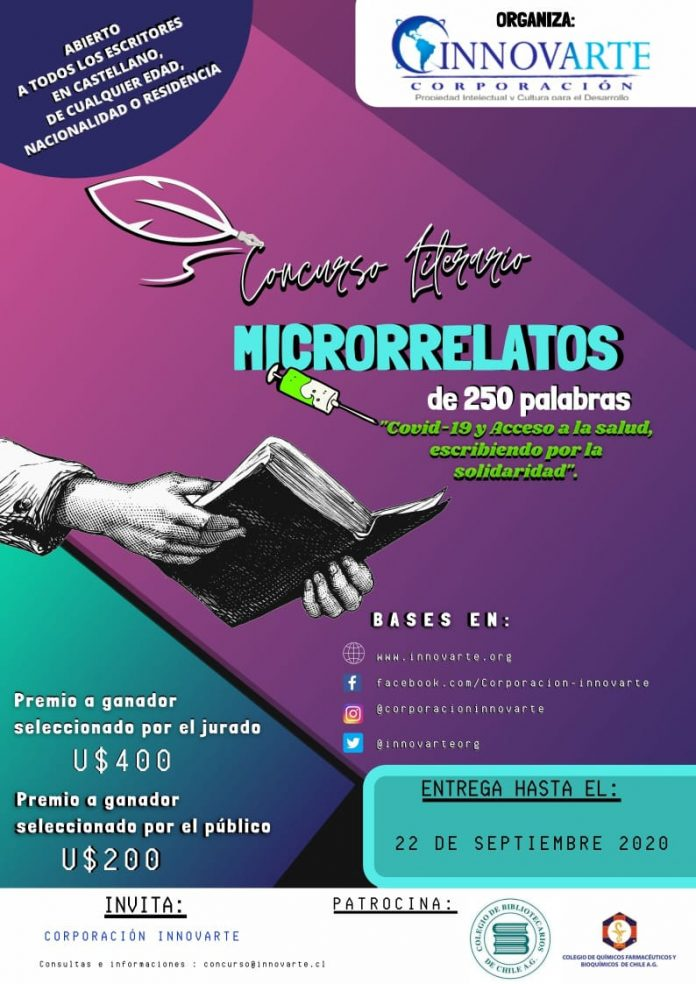 ABIERTO
A TODOS LOS ESCRITORES
EN CASTELLANO,
DE CUALQUIER EDAD,
NACIONALIDAD O RESIDENCIA
ORGANIZA:
INNOVARTE
CORPORACIÓN
Propiedad Intelectual y Cultura para el Desarrollo
Concurso Literario
MICRORRELATOS
de 250 palabras
"Covid-19 y Acceso a la salud,
escribiendo por la
solidaridad".
BASES EN:
www.innovarte.org
facebook.com/Corporacion-innovarte
@corporacioninnovarte
@innovarteorg
Premio a ganador
seleccionado por el jurado
U$400
Premio a ganador
seleccionado por el público
U$200
ENTREGA HASTA EL:
22 DE SEPTIEMBRE 2020
INVITA:
CORPORACIÓN INNOVARTE
Consultas e informaciones : concurso@innovarte.cl
PATROCINA:
COLEGIO DE BIBLIOTECARIOS
DE CHILE A.G.
COLEGIO DE QUÍMICOS FARMACÉUTICOS Y
BIOQUÍMICOS DE CHILE A.G.